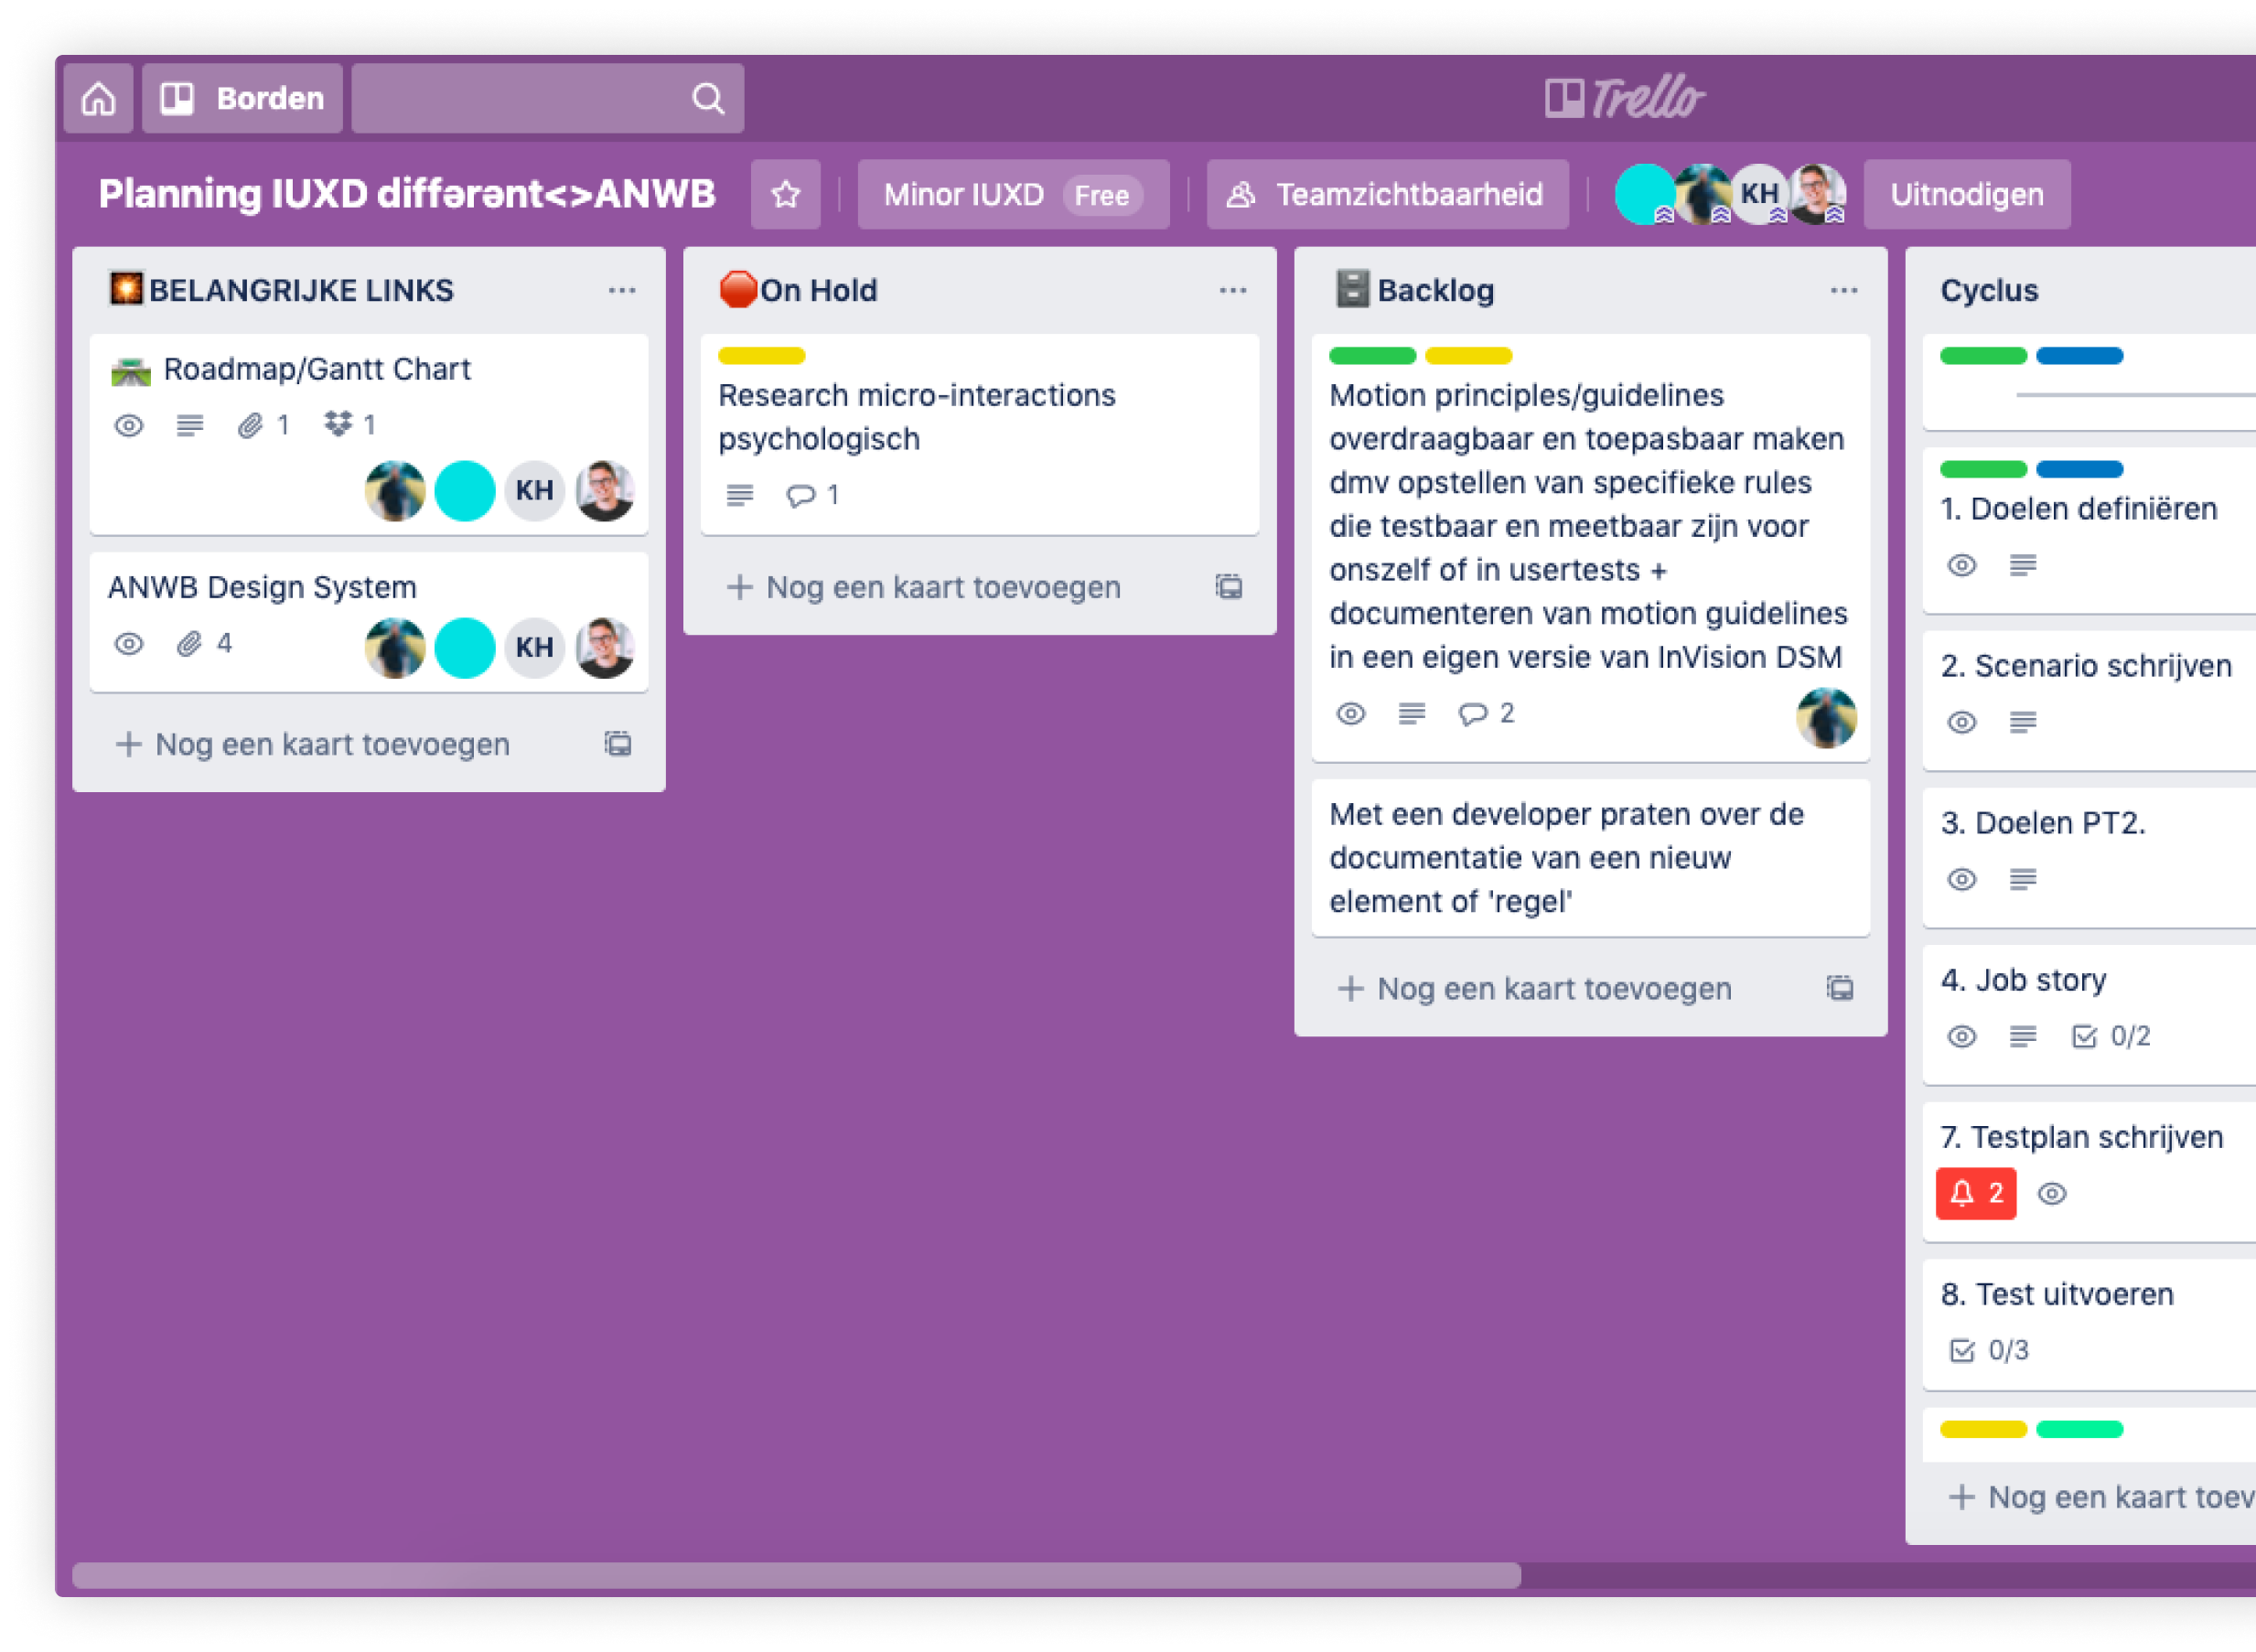 Borden
Trello
Planning IUXD diffərənt<>ANWB
Minor IUXD Free
Teamzichtbaarheid
KH
Uitnodigen
BELANGRIJKE LINKS
Roadmap/Gantt Chart
1 1
KH
ANWB Design System
4
KH
+ Nog een kaart toevoegen
On Hold
Research micro-interactions
psychologisch
1
+ Nog een kaart toevoegen
Backlog
Motion principles/guidelines
overdraagbaar en toepasbaar maken
dmv opstellen van specifieke rules
die testbaar en meetbaar zijn voor
onszelf of in usertests +
documenteren van motion guidelines
in een eigen versie van InVision DSM
2
Met een developer praten over de
documentatie van een nieuw
element of 'regel'
+ Nog een kaart toevoegen
Cyclus
1. Doelen definiëren
2. Scenario schrijven
3. Doelen PT2.
4. Job story
0/2
7. Testplan schrijven
2
8. Test uitvoeren
0/3
+ Nog een kaart toev